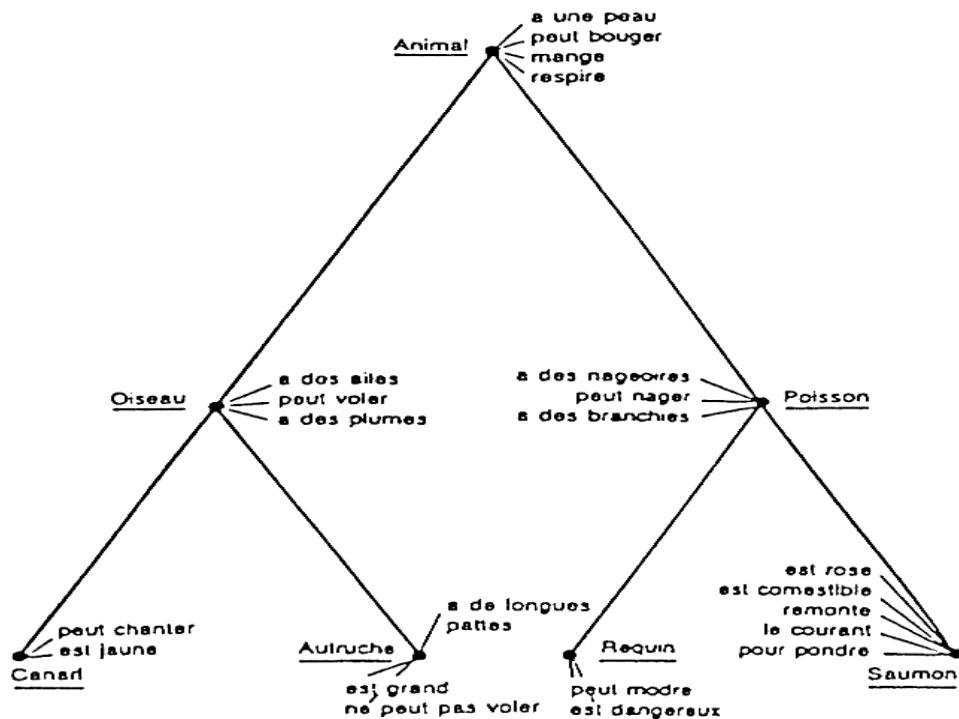 Animal
a une peau
peut bouger
mange
respire
Oiseau
a dos ailes
peut voler
a des plumes
a des nageoires
peut nager
a des branchies
Poisson
peut chanter
est jaune
Canari
Autruche
a de longues
pattes
est grand
ne peut pas voler
Requin
peut modre
est dangereux
est rose
est comestible
remonte
le courant
pour pondre
Saumon